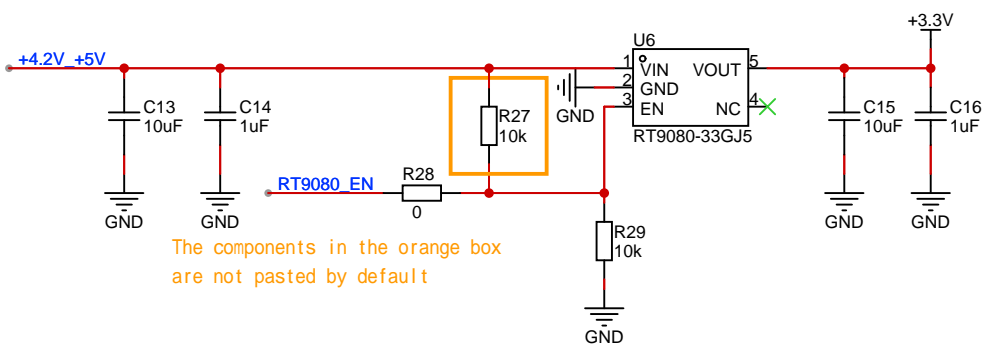 +3.3V
+4.2V_+5V
U6
1
VIN
VOUT
5
2
GND
3
EN
NC
4
RT9080-33GJ5
GND
C13
10uF
C14
1uF
R27
10k
C15
10uF
C16
1uF
RT9080_EN
R28
0
GND
GND
GND
GND
R29
10k
The components in the orange box
are not pasted by default
GND